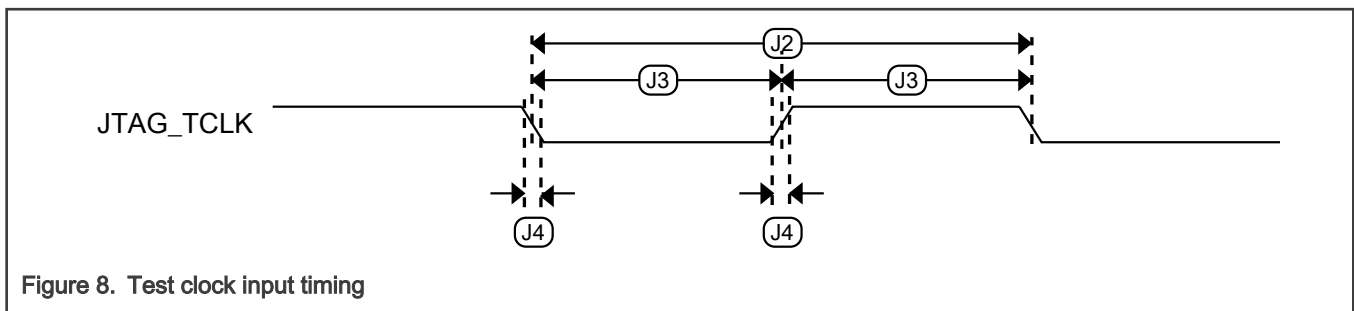 J2
J3 J3
JTAG_TCLK
J4 J4
Figure 8. Test clock input timing